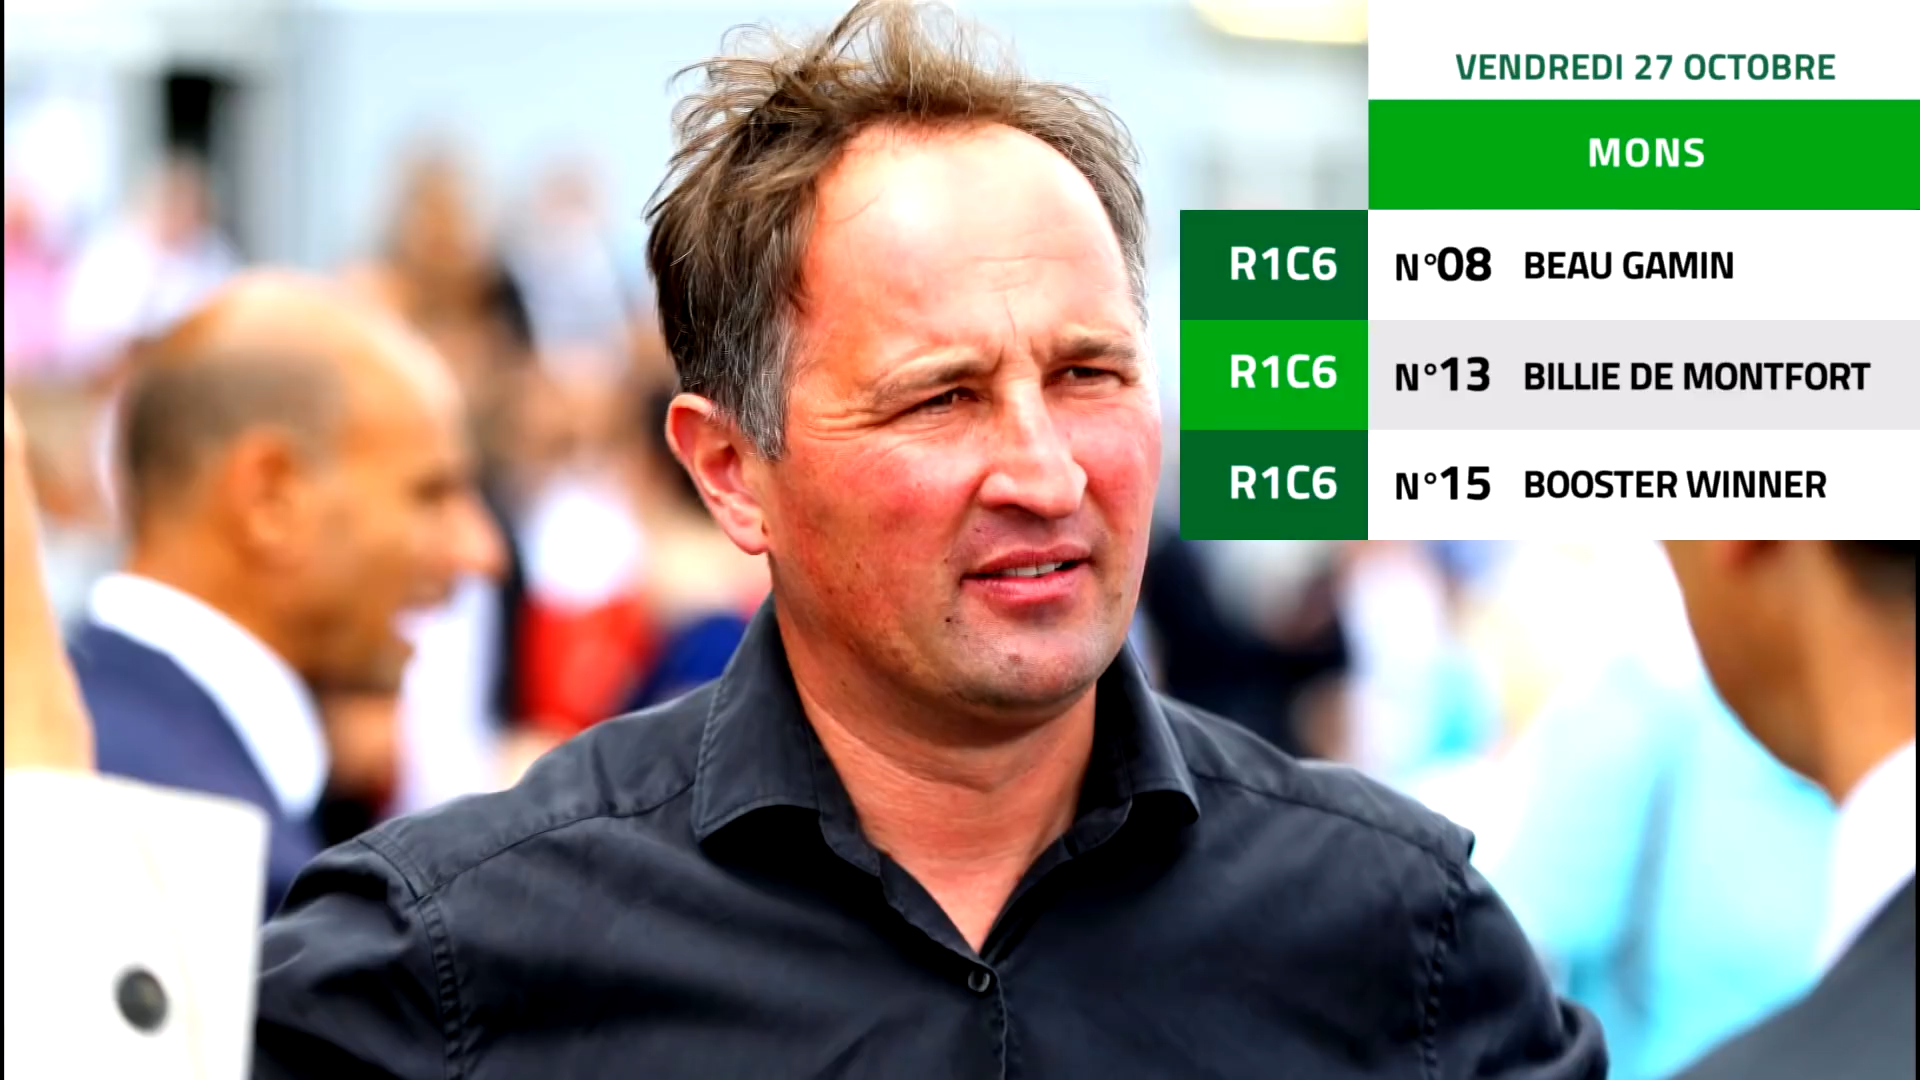 VENDREDI 27 OCTOBRE
MONS
R1C6 N°08 BEAU GAMIN
R1C6 N°13 BILLIE DE MONTFORT
R1C6 N°15 BOOSTER WINNER